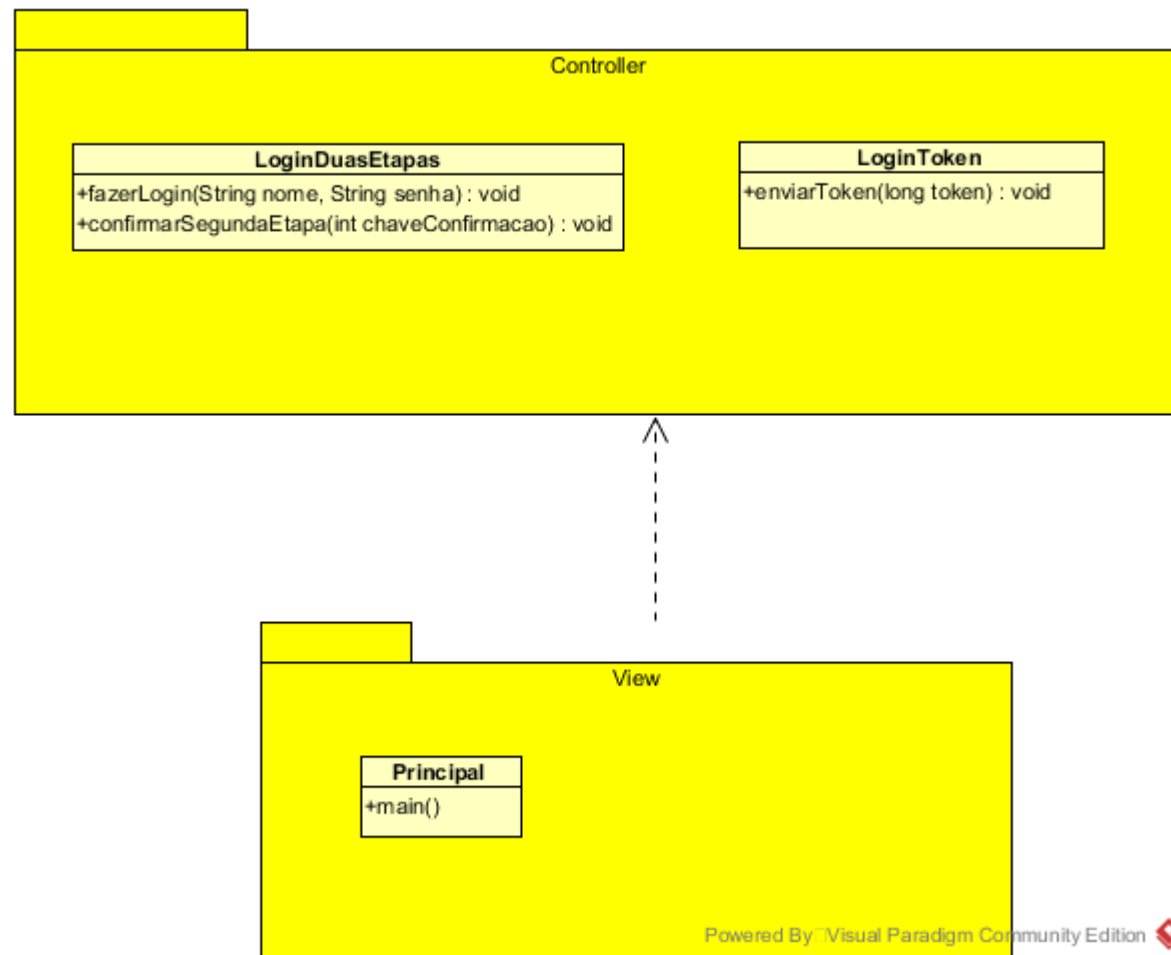 Controller
LoginDuasEtapas
+fazerLogin(String nome, String senha) : void
+confirmarSegundaEtapa(int chaveConfirmacao) : void
LoginToken
+enviarToken(long token) : void
View
Principal
+main()
Powered By Visual Paradigm Community Edition